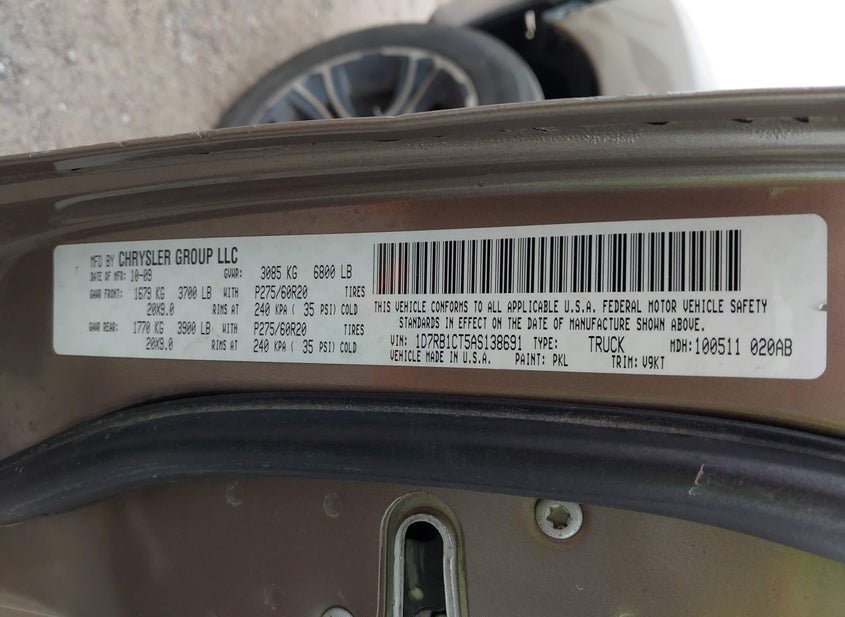 MFD BY CHRYSLER GROUP LLC
DATE OF MFR: 10-09 GVWR: 3085 KG 6800 LB
GAWR FRONT: 1679 KG 3700 LB WITH P275/60R20 TIRES
20X9.0 RIMS AT 240 KPA ( 35 PSI) COLD
GAWR REAR: 1770 KG 3900 LB WITH P275/60R20 TIRES
20X9.0 RIMS AT 240 KPA ( 35 PSI) COLD
THIS VEHICLE CONFORMS TO ALL APPLICABLE U.S.A. FEDERAL MOTOR VEHICLE SAFETY
STANDARDS IN EFFECT ON THE DATE OF MANUFACTURE SHOWN ABOVE.
VIN: 1D7RB1CT5AS138691 TYPE: TRUCK MDH: 100511 020AB
VEHICLE MADE IN U.S.A. PAINT: PKL TRIM: V9KT